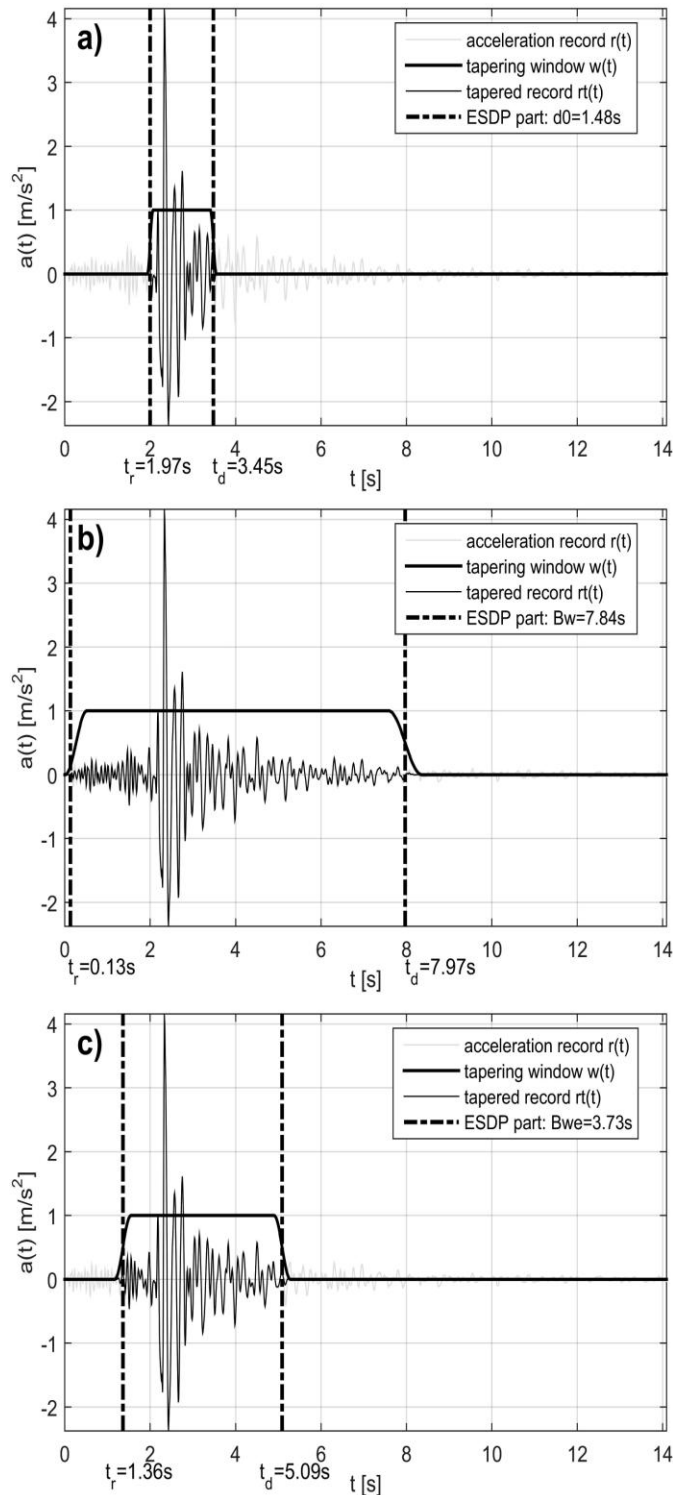 a)
acceleration record r(t)
tapering window w(t)
tapered record rt(t)
ESDP part: d0=1.48s
4
3
2
1
0
-1
-2
a(t) [m/s²]
0 2 4 6 8 10 12 14
t_r=1.97s t_d=3.45s t [s]
b)
acceleration record r(t)
tapering window w(t)
tapered record rt(t)
ESDP part: Bw=7.84s
4
3
2
1
0
-1
-2
a(t) [m/s²]
0 2 4 6 8 10 12 14
t_r=0.13s t [s] t_d=7.97s
c)
acceleration record r(t)
tapering window w(t)
tapered record rt(t)
ESDP part: Bwe=3.73s
4
3
2
1
0
-1
-2
a(t) [m/s²]
0 2 4 6 8 10 12 14
t_r=1.36s t_d=5.09s t [s]